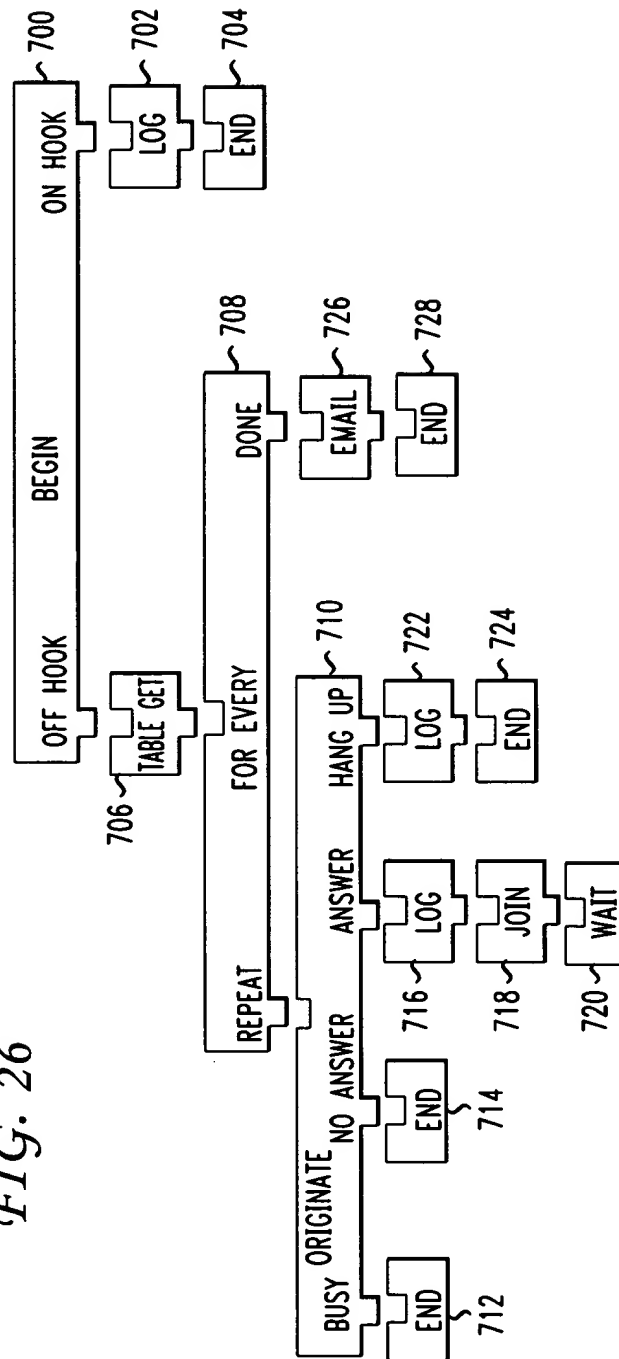 FIG. 26
BEGIN
OFF HOOK
ON HOOK
700
LOG
702
END
704
706
TABLE GET
REPEAT
FOR EVERY
DONE
708
EMAIL
726
END
728
ORIGINATE
BUSY
NO ANSWER
ANSWER
HANG UP
710
END
712
END
714
LOG
716
JOIN
718
WAIT
720
LOG
722
END
724